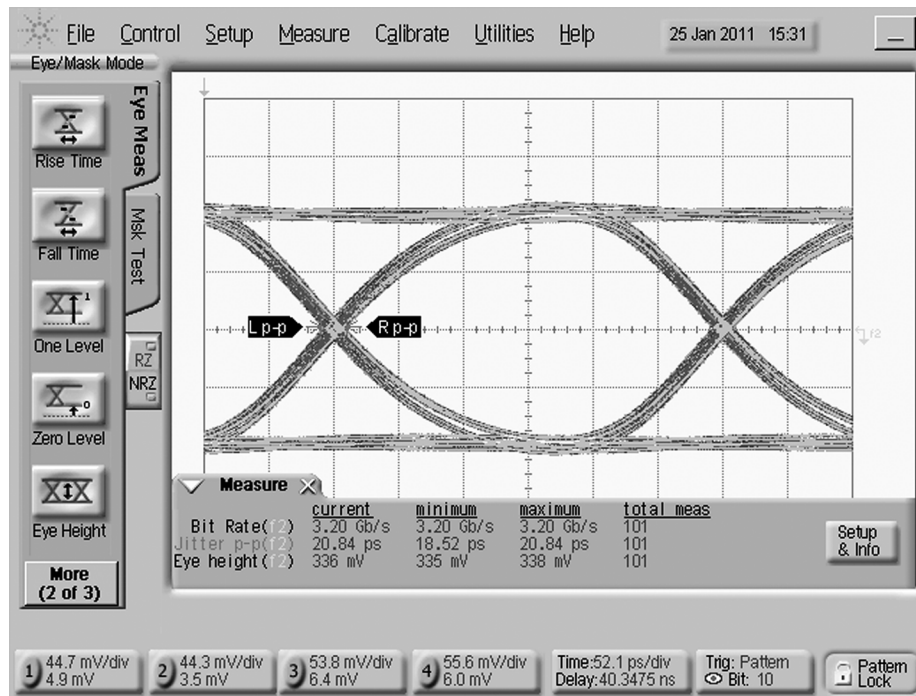 File Control Setup Measure Calibrate Utilities Help 25 Jan 2011 15:31
Eye/Mask Mode
Eye Meas
Msk Test
Rise Time
Fall Time
One Level
Zero Level
Eye Height
More
(2 of 3)
RZ
NRZ
L p-p
R p-p
f2
Measure
current minimum maximum total meas
Bit Rate(f2) 3.20 Gb/s 3.20 Gb/s 3.20 Gb/s 101
Jitter p-p(f2) 20.84 ps 18.52 ps 20.84 ps 101
Eye height(f2) 336 mV 335 mV 338 mV 101
Setup
& Info
1 44.7 mV/div
4.9 mV
2 44.3 mV/div
3.5 mV
3 53.8 mV/div
6.4 mV
4 55.6 mV/div
6.0 mV
Time:52.1 ps/div
Delay:40.3475 ns
Trig: Pattern
Bit: 10
Pattern
Lock